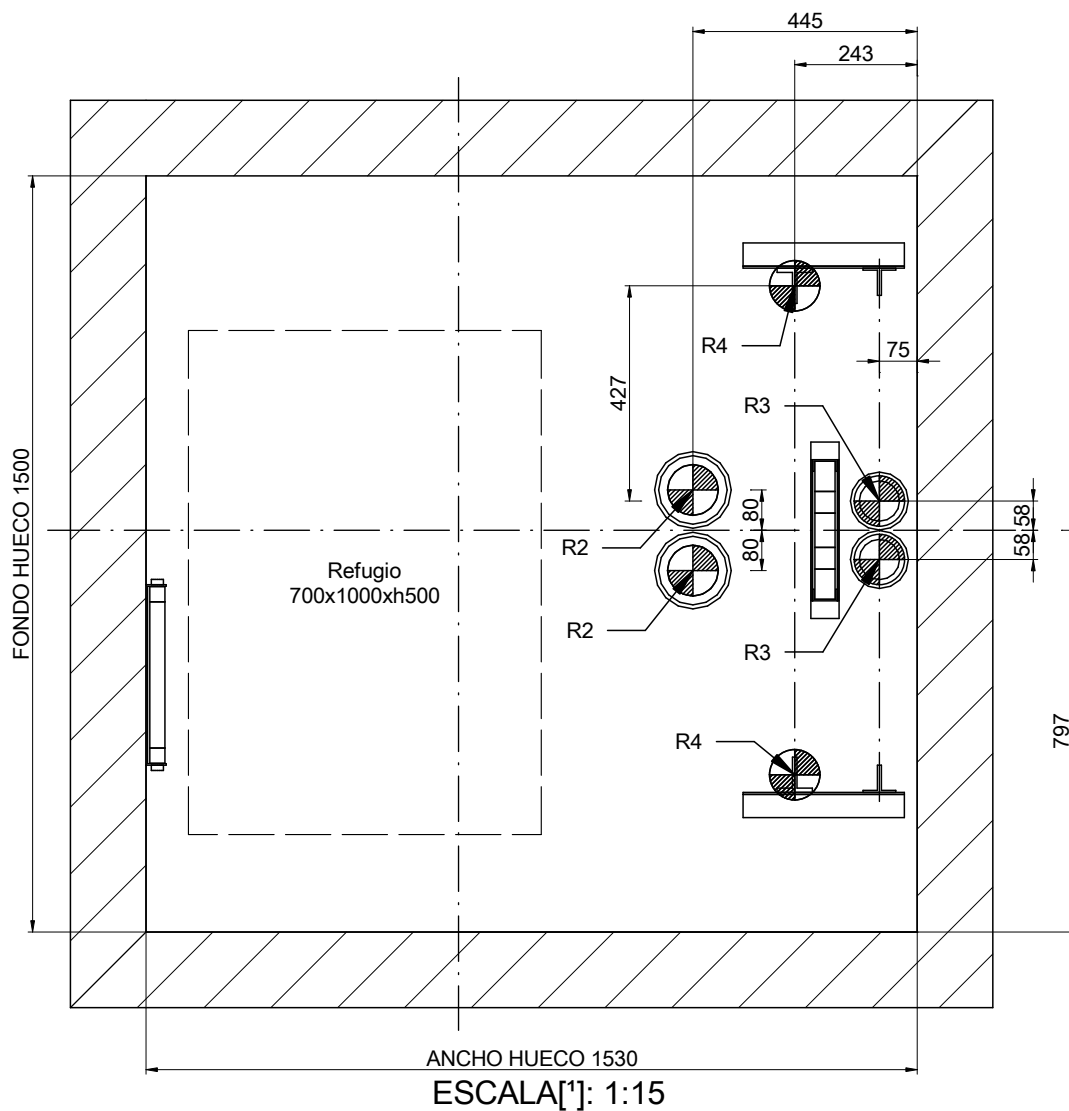 445
243
R4
75
427
R3
FONDO HUECO 1500
80
58
R2
80
58
Refugio
700x1000xh500
R2
R3
797
R4
ANCHO HUECO 1530
ESCALA[¹]: 1:15